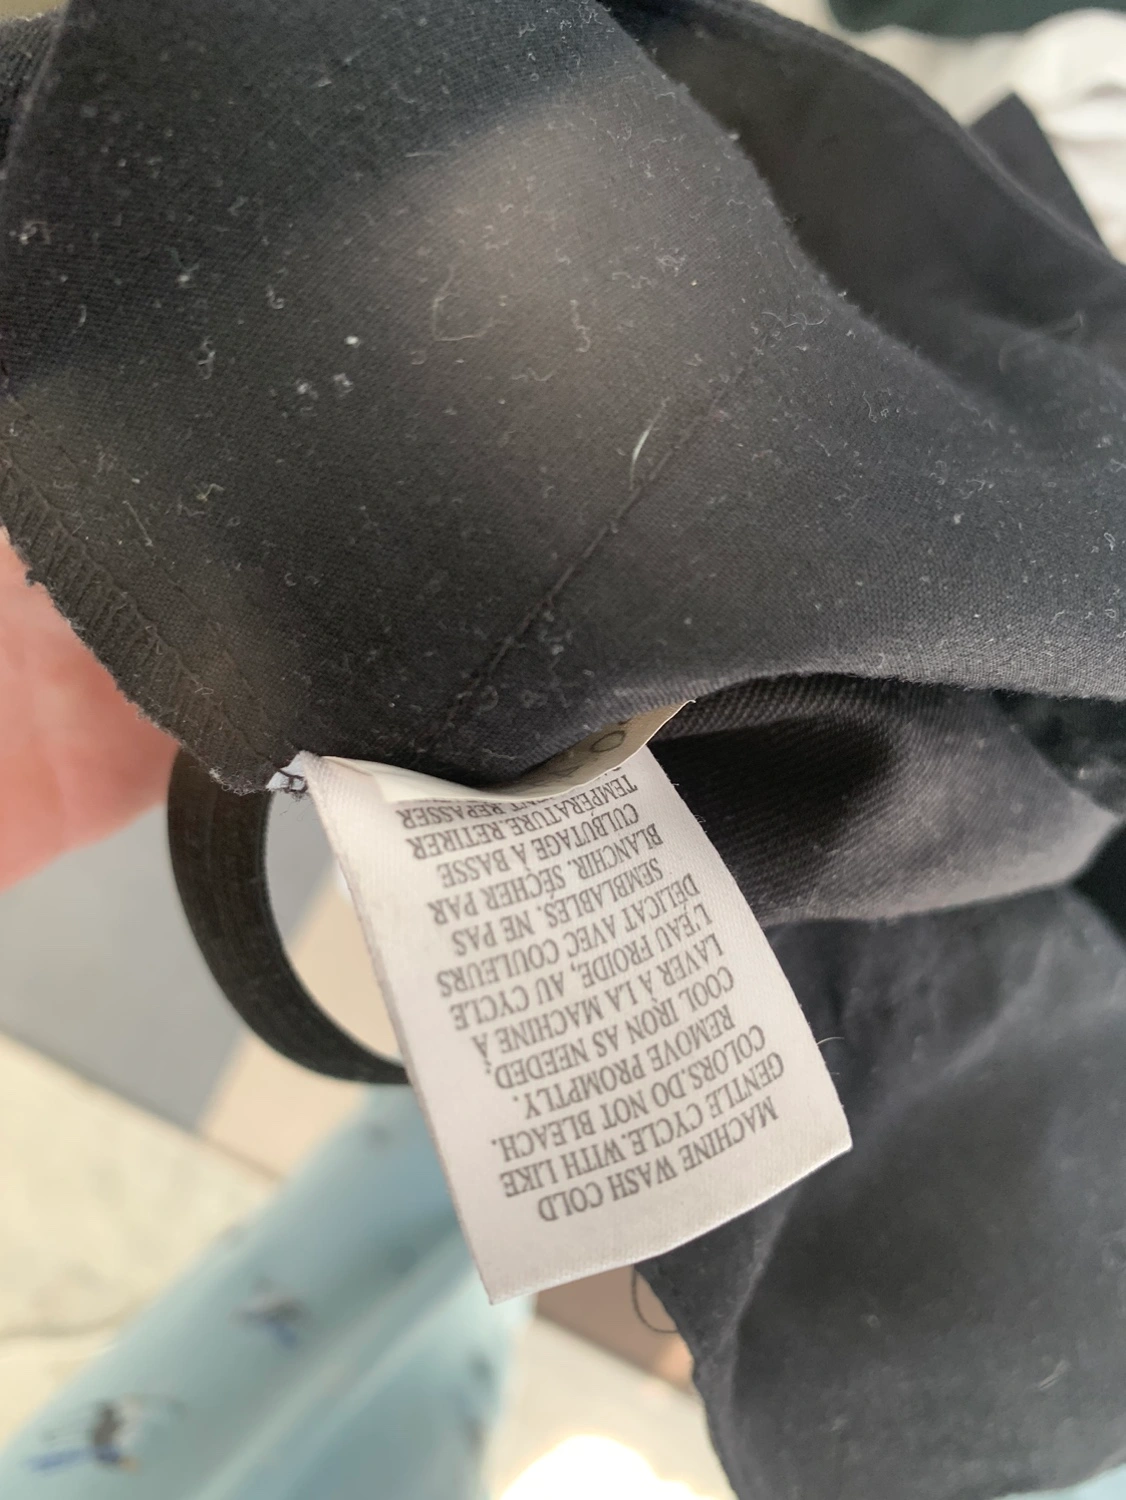 MACHINE WASH COLD
GENTLE CYCLE.WITH LIKE
COLORS.DO NOT BLEACH.
REMOVE PROMPTLY.
COOL IRON AS NEEDED.
LAVER À LA MACHINE À
L'EAU FROIDE, AU CYCLE
DÉLICAT AVEC COULEURS
SEMBLABLES. NE PAS
BLANCHIR. SÉCHER PAR
CULBUTAGE À BASSE
TEMPÉRATURE RETIRER
REPASSER